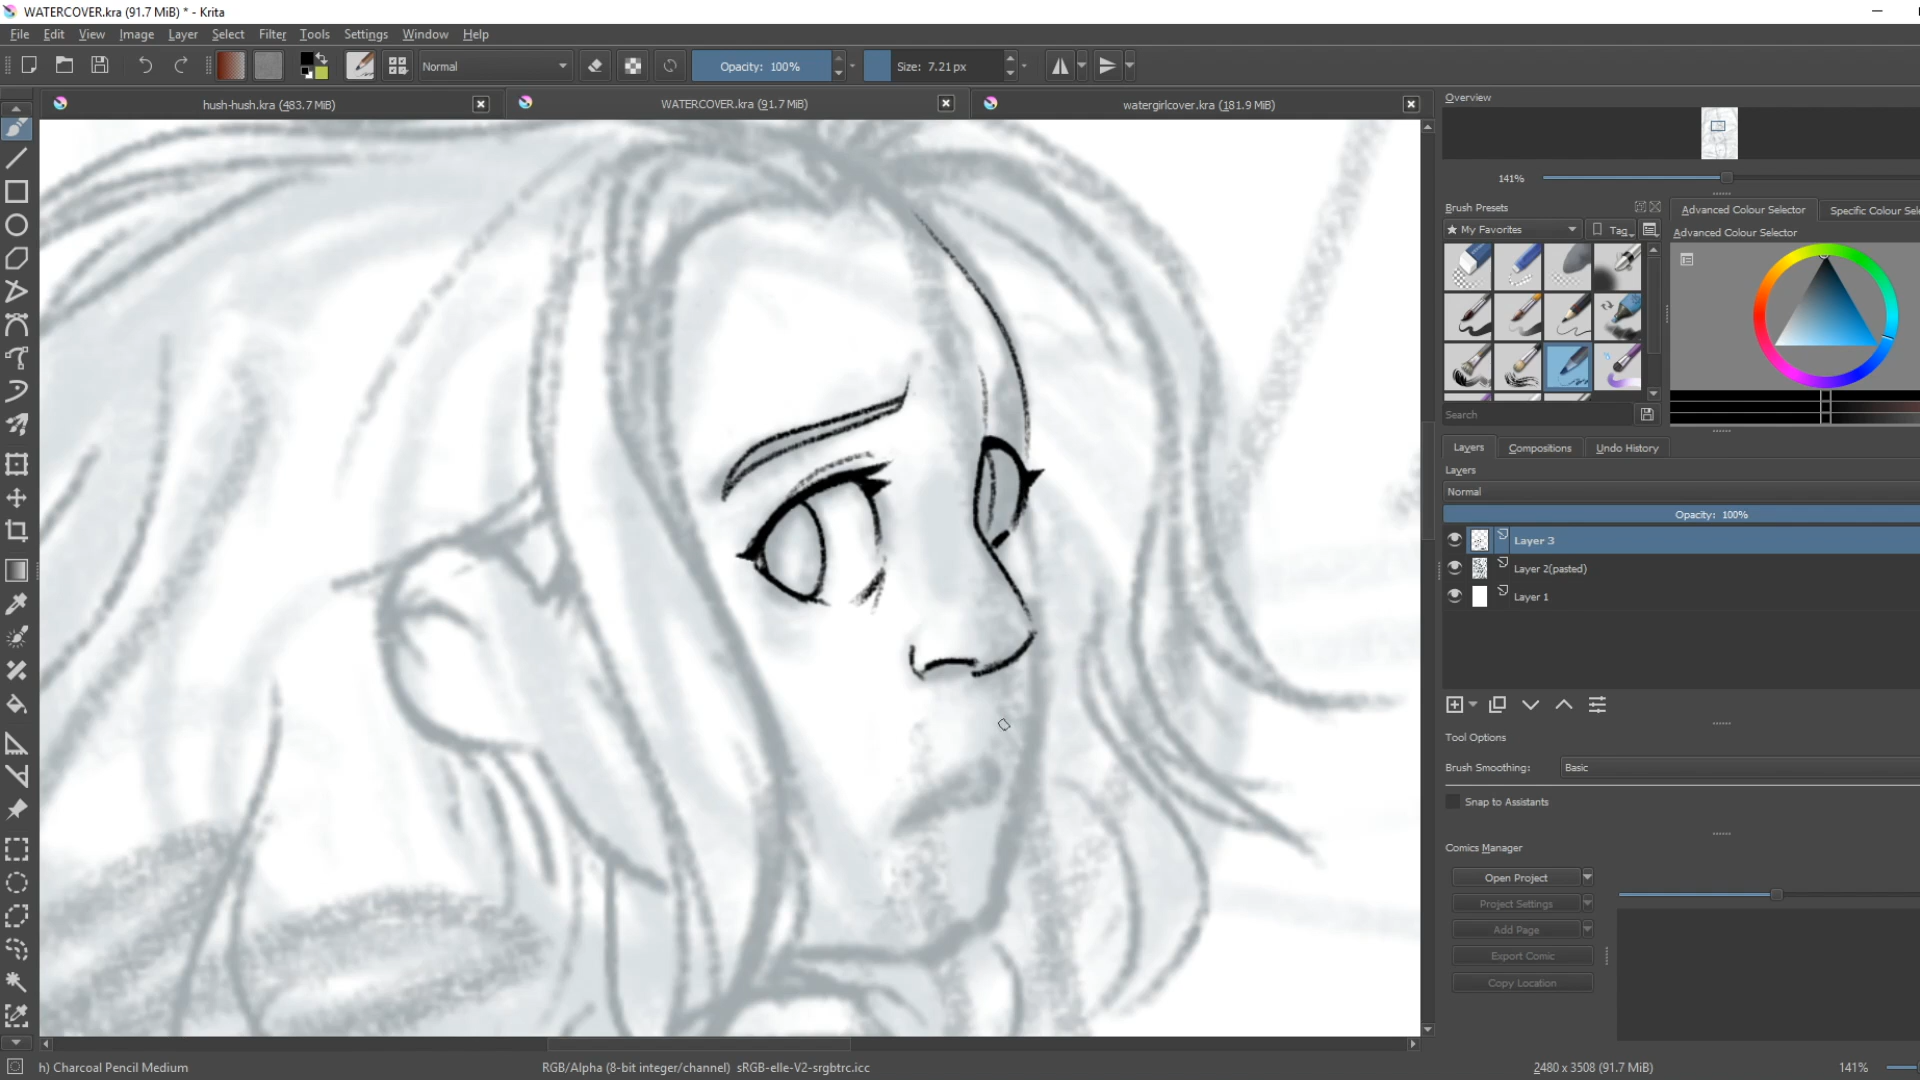 WATERCOVER.kra (91.7 MiB) * - Krita
File Edit View Image Layer Select Filter Tools Settings Window Help
Normal Opacity: 100% Size: 7.21 px
hush-hush.kra (483.7 MiB) WATERCOVER.kra (91.7 MiB) watergirlcover.kra (181.9 MiB)
Overview
141%
Brush Presets
My Favorites Tag
Search
Advanced Colour Selector Specific Colour Sel
Advanced Colour Selector
Layers Compositions Undo History
Layers
Normal
Opacity: 100%
Layer 3
Layer 2(pasted)
Layer 1
Tool Options
Brush Smoothing: Basic
Snap to Assistants
Comics Manager
Open Project
Project Settings
Add Page
Export Comic
Copy Location
h) Charcoal Pencil Medium RGB/Alpha (8-bit integer/channel) sRGB-elle-V2-srgbtrc.icc 2480 x 3508 (91.7 MiB) 141%